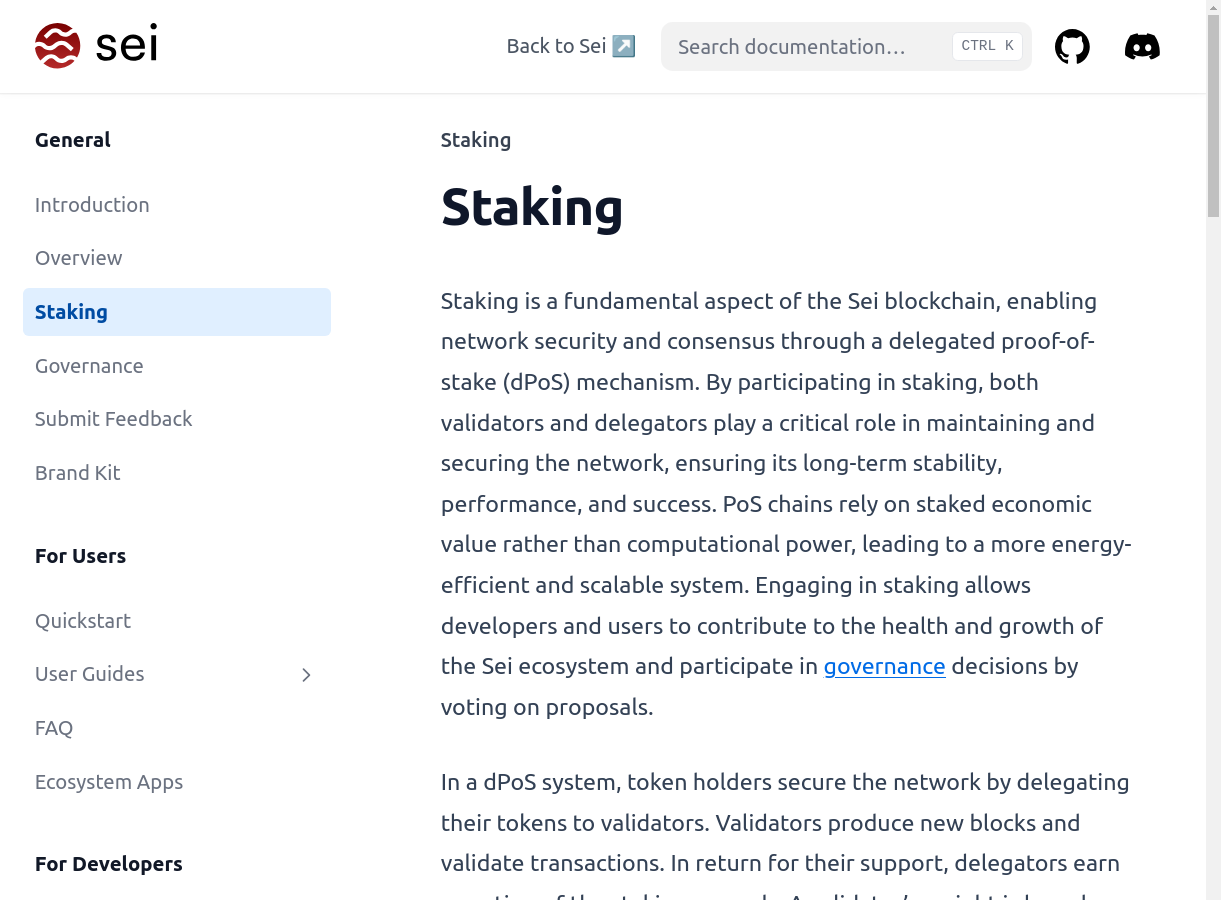 sei
Back to Sei ↗️
Search documentation…
CTRL K
General
Introduction
Overview
Staking
Governance
Submit Feedback
Brand Kit
For Users
Quickstart
User Guides
FAQ
Ecosystem Apps
For Developers
Staking
Staking
Staking is a fundamental aspect of the Sei blockchain, enabling
network security and consensus through a delegated proof-of-
stake (dPoS) mechanism. By participating in staking, both
validators and delegators play a critical role in maintaining and
securing the network, ensuring its long-term stability,
performance, and success. PoS chains rely on staked economic
value rather than computational power, leading to a more energy-
efficient and scalable system. Engaging in staking allows
developers and users to contribute to the health and growth of
the Sei ecosystem and participate in governance decisions by
voting on proposals.
In a dPoS system, token holders secure the network by delegating
their tokens to validators. Validators produce new blocks and
validate transactions. In return for their support, delegators earn